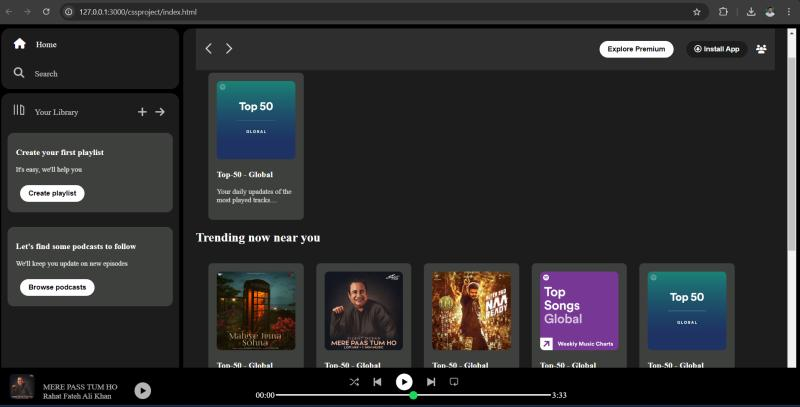 127.0.0.1:3000/cssproject/index.html
Home
Search
Your Library
Create your first playlist
It's easy, we'll help you
Create playlist
Let's find some podcasts to follow
We'll keep you update on new episodes
Browse podcasts
Explore Premium
Install App
Top 50
GLOBAL
Top-50 - Global
Your daily upadates of the
most played tracks....
Trending now near you
Maheye Jeina
Sohna
MERE PASS TUM HO
NAA
READY
Top
Songs
Global
Weekly Music Charts
Top 50
GLOBAL
Top-50 - Global
Top-50 - Global
Top-50 - Global
Top-50 - Global
Top-50 - Global
MERE PASS TUM HO
Rahat Fateh Ali Khan
00:00
3:33